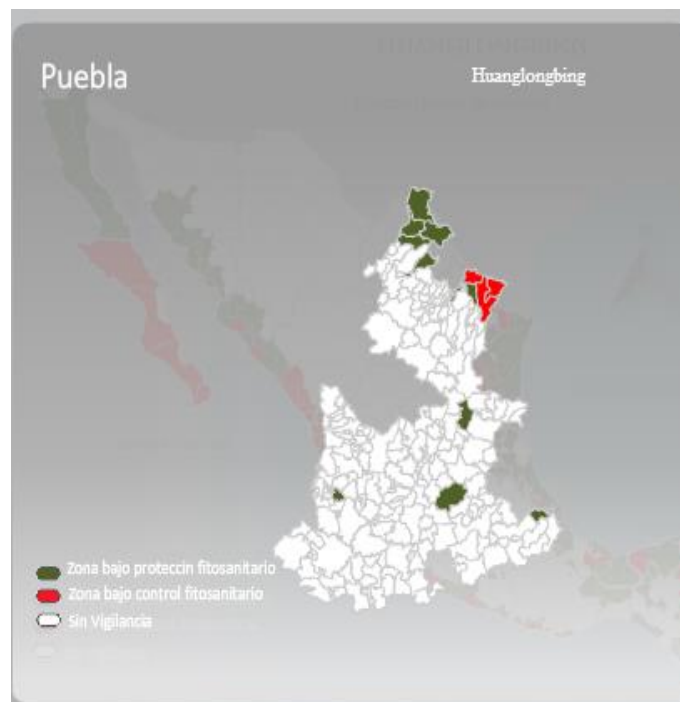 Puebla
Huanglongbing
Zona bajo proteccin fitosanitario
Zona bajo control fitosanitario
Sin Vigilancia